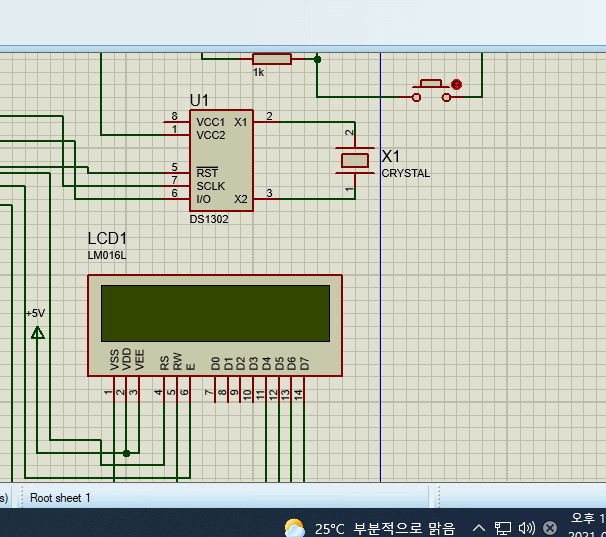 1k
U1
8 VCC1 X1 2
1 VCC2
2
X1
CRYSTAL
5 RST
7 SCLK
6 I/O X2 3
1
DS1302
LCD1
LM016L
+5V
VSS VDD VEE RS RW E D0 D1 D2 D3 D4 D5 D6 D7
1 2 3 4 5 6 7 8 9 10 11 12 13 14
s) Root sheet 1
25°C 부분적으로 맑음
오후 1